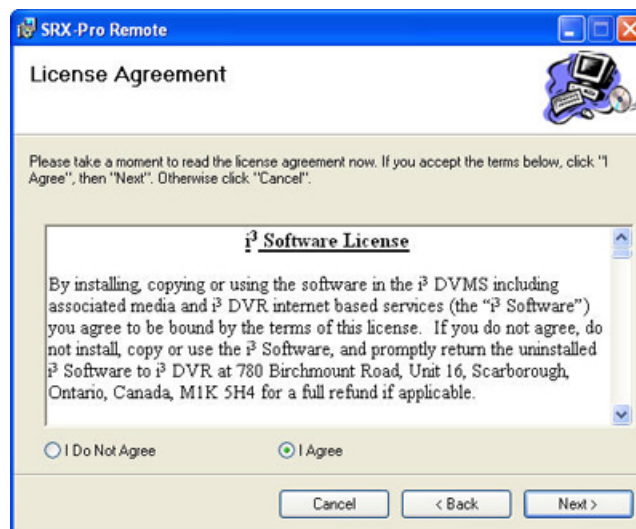 SRX-Pro Remote
License Agreement
Please take a moment to read the license agreement now. If you accept the terms below, click "I
Agree", then "Next". Otherwise click "Cancel".
i³ Software License
By installing, copying or using the software in the i³ DVMS including
associated media and i³ DVR internet based services (the “i³ Software”)
you agree to be bound by the terms of this license. If you do not agree, do
not install, copy or use the i³ Software, and promptly return the uninstalled
i³ Software to i³ DVR at 780 Birchmount Road, Unit 16, Scarborough,
Ontario, Canada, M1K 5H4 for a full refund if applicable.
I Do Not Agree
I Agree
Cancel
< Back
Next >